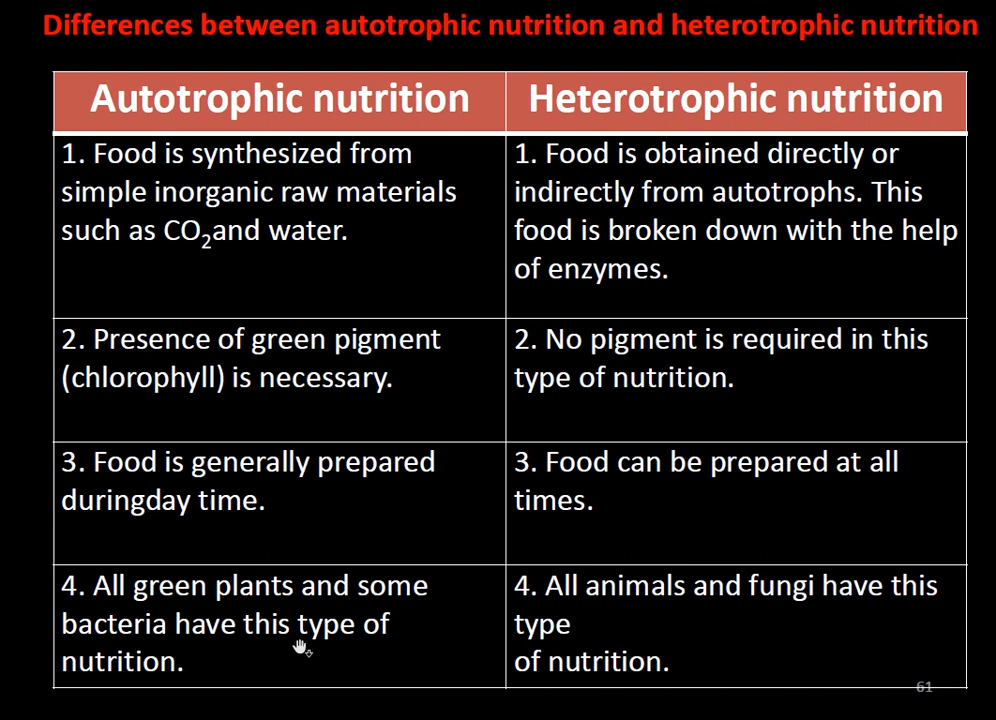 Differences between autotrophic nutrition and heterotrophic nutrition
Autotrophic nutrition
Heterotrophic nutrition
1. Food is synthesized from
simple inorganic raw materials
such as CO₂and water.
1. Food is obtained directly or
indirectly from autotrophs. This
food is broken down with the help
of enzymes.
2. Presence of green pigment
(chlorophyll) is necessary.
2. No pigment is required in this
type of nutrition.
3. Food is generally prepared
duringday time.
3. Food can be prepared at all
times.
4. All green plants and some
bacteria have this type of
nutrition.
4. All animals and fungi have this
type
of nutrition.
61